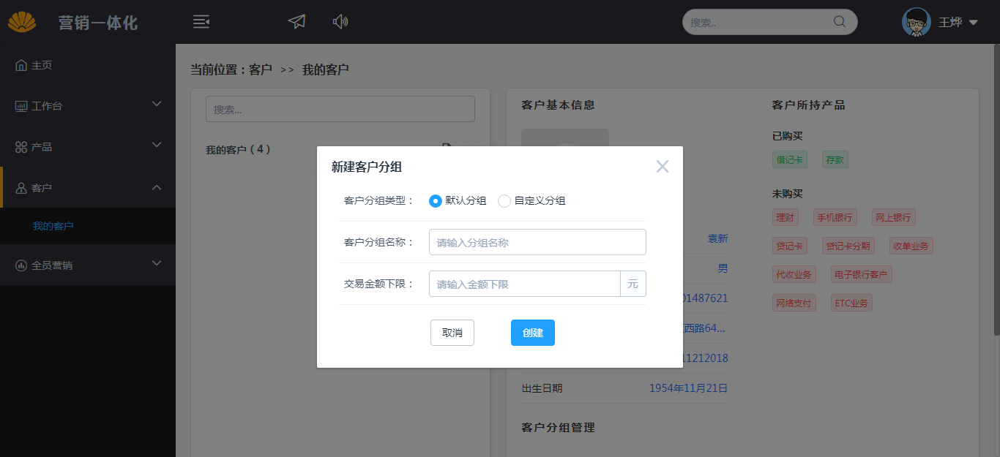 营销一体化
搜索..
王烨
主页
工作台
产品
客户
我的客户
全员营销
当前位置：客户 >> 我的客户
搜索...
我的客户（4）
客户基本信息
袁新
男
01487621
西路64...
11212018
出生日期 1954年11月21日
客户分组管理
客户所持产品
已购买
借记卡 存款
未购买
理财 手机银行 网上银行
贷记卡 贷记卡分期 收单业务
代收业务 电子银行客户
网络支付 ETC业务
新建客户分组
客户分组类型： 默认分组 自定义分组
客户分组名称： 请输入分组名称
交易金额下限： 请输入金额下限 元
取消 创建